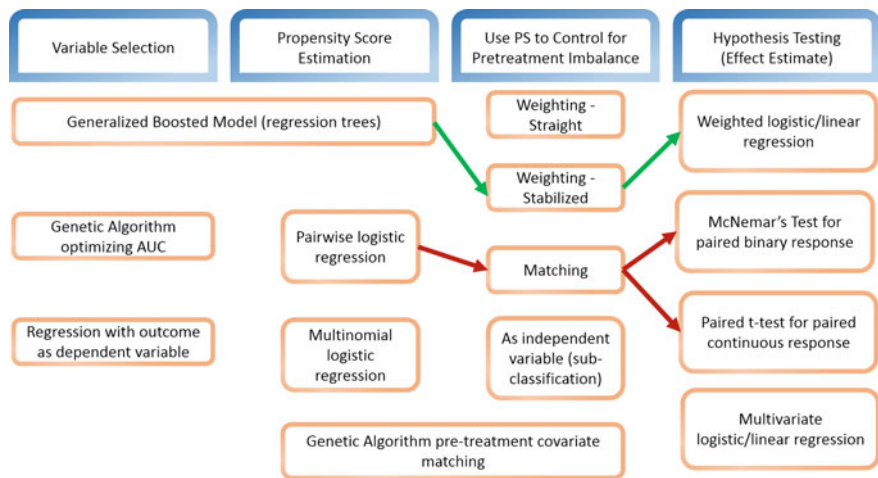 Variable Selection
Propensity Score
Estimation
Use PS to Control for
Pretreatment Imbalance
Hypothesis Testing
(Effect Estimate)
Generalized Boosted Model (regression trees)
Weighting -
Straight
Weighted logistic/linear
regression
Weighting -
Stabilized
Genetic Algorithm
optimizing AUC
Pairwise logistic
regression
Matching
McNemar's Test for
paired binary response
Regression with outcome
as dependent variable
Multinomial
logistic
regression
As independent
variable (sub-
classification)
Paired t-test for paired
continuous response
Genetic Algorithm pre-treatment covariate
matching
Multivariate
logistic/linear regression